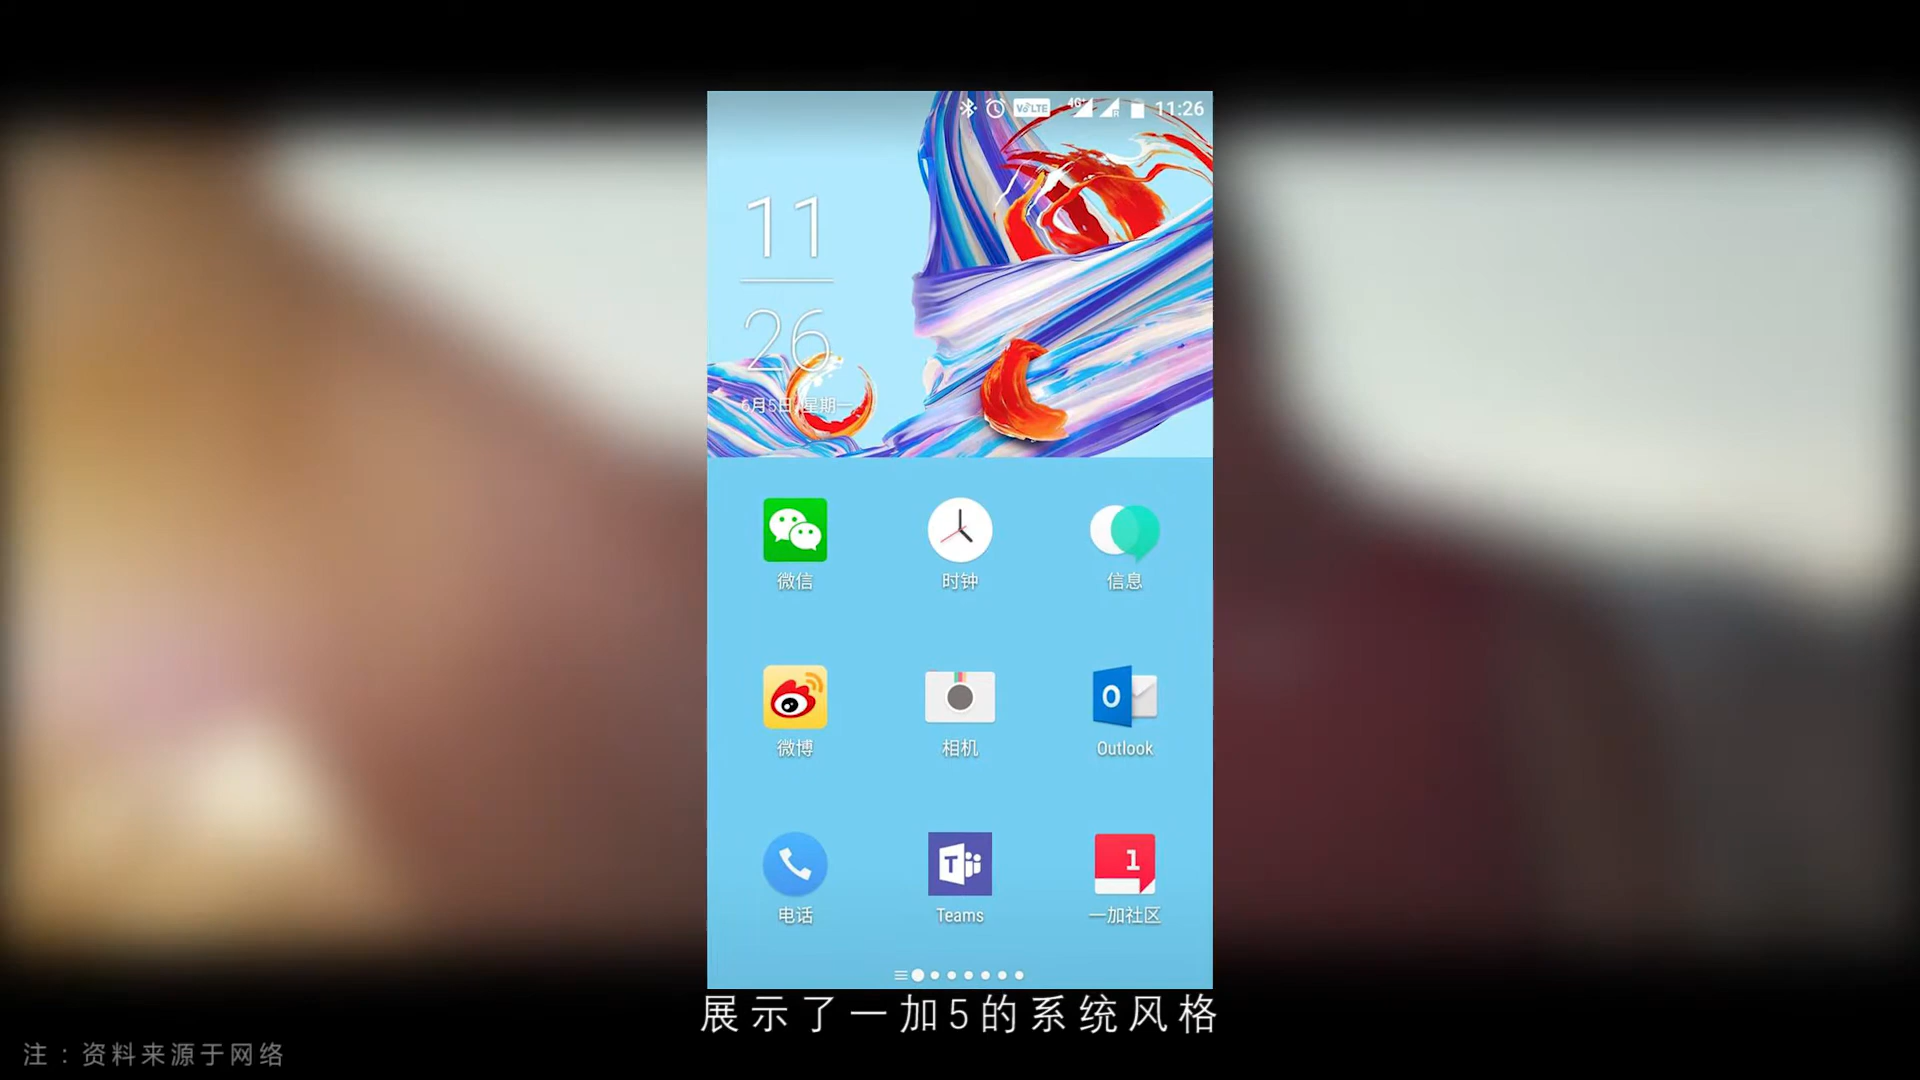 VoLTE 4G+ R 11:26
11
26
6月5日 星期一
微信 时钟 信息
微博 相机 Outlook
电话 Teams 一加社区
展示了一加5的系统风格
注：资料来源于网络